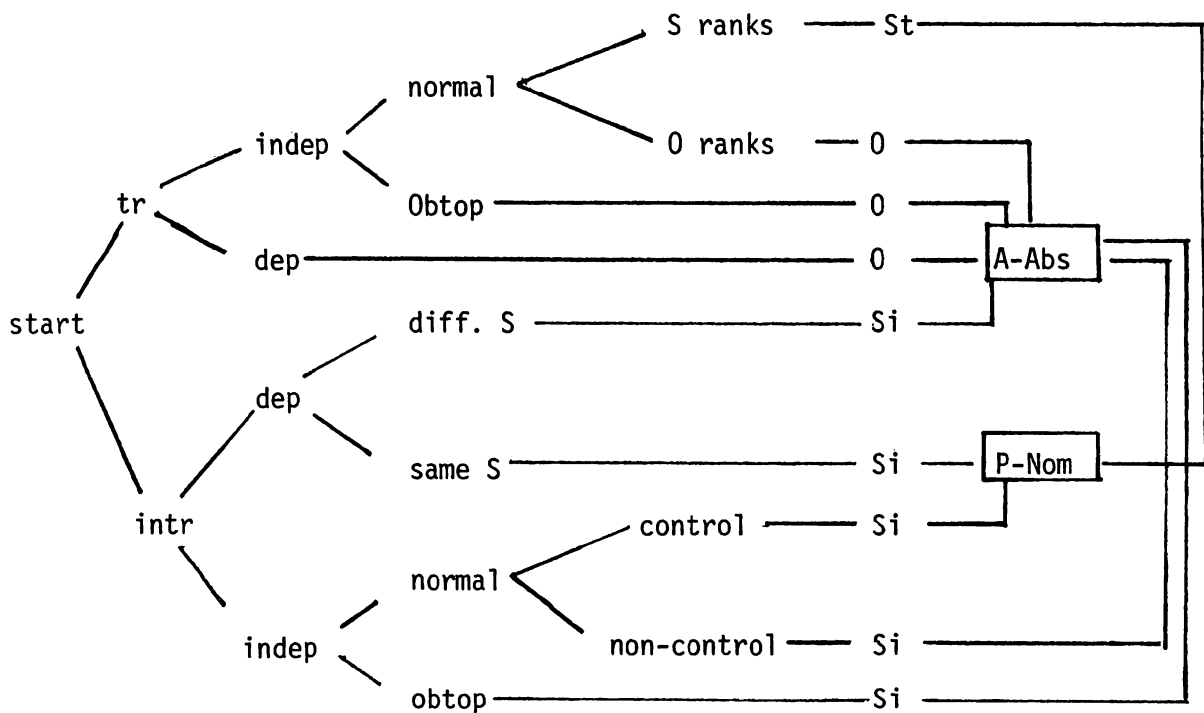 S ranks St
normal
O ranks O
indep
tr
Obtop O
dep O A-Abs
start
diff. S Si
dep
same S Si P-Nom
intr
control Si
normal
indep
non-control Si
obtop Si